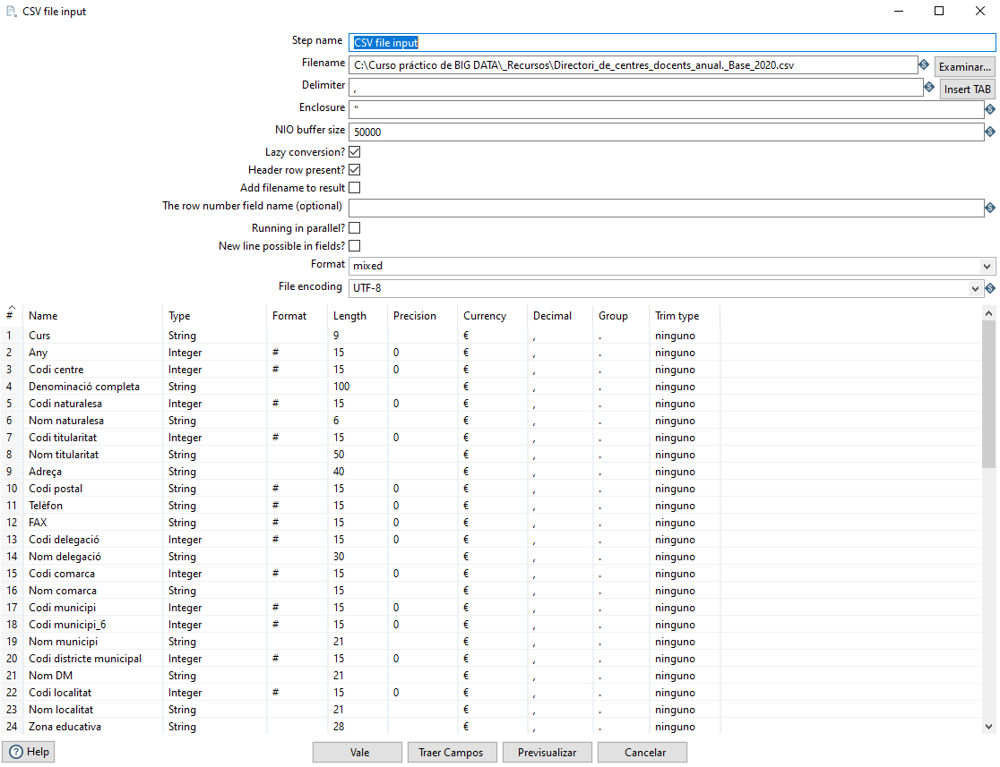 CSV file input
Step name CSV file input
Filename C:\Curso práctico de BIG DATA\_Recursos\Directori_de_centres_docents_anual._Base_2020.csv Examinar...
Delimiter , Insert TAB
Enclosure "
NIO buffer size 50000
Lazy conversion?
Header row present?
Add filename to result
The row number field name (optional)
Running in parallel?
New line possible in fields?
Format mixed
File encoding UTF-8
# Name Type Format Length Precision Currency Decimal Group Trim type
1 Curs String 9 € , . ninguno
2 Any Integer # 15 0 € , . ninguno
3 Codi centre Integer # 15 0 € , . ninguno
4 Denominació completa String 100 € , . ninguno
5 Codi naturalesa Integer # 15 0 € , . ninguno
6 Nom naturalesa String 6 € , . ninguno
7 Codi titularitat Integer # 15 0 € , . ninguno
8 Nom titularitat String 50 € , . ninguno
9 Adreça String 40 € , . ninguno
10 Codi postal String # 15 0 € , . ninguno
11 Telèfon String # 15 0 € , . ninguno
12 FAX String # 15 0 € , . ninguno
13 Codi delegació Integer # 15 0 € , . ninguno
14 Nom delegació String 30 € , . ninguno
15 Codi comarca Integer # 15 0 € , . ninguno
16 Nom comarca String 15 € , . ninguno
17 Codi municipi Integer # 15 0 € , . ninguno
18 Codi municipi_6 Integer # 15 0 € , . ninguno
19 Nom municipi String 21 € , . ninguno
20 Codi districte municipal Integer # 15 0 € , . ninguno
21 Nom DM String 21 € , . ninguno
22 Codi localitat Integer # 15 0 € , . ninguno
23 Nom localitat String 21 € , . ninguno
24 Zona educativa String 28 € , . ninguno
Help Vale Traer Campos Previsualizar Cancelar